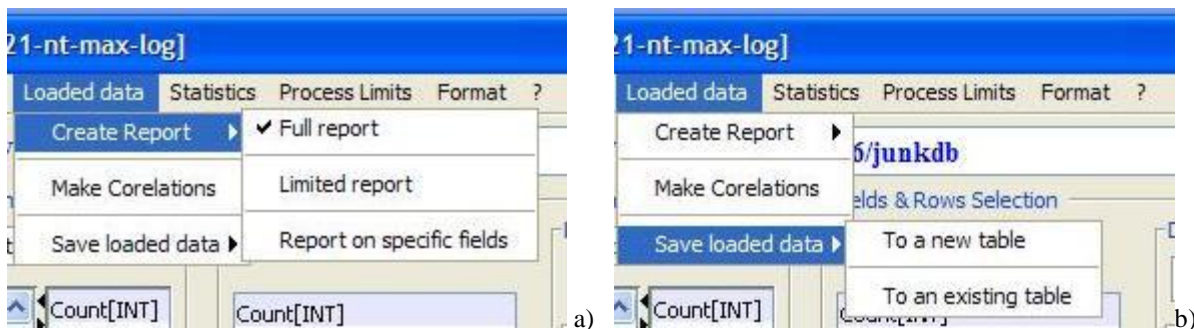 21-nt-max-log]
Loaded data Statistics Process Limits Format ?
Create Report Full report
Make Corelations Limited report
Save loaded data Report on specific fields
Count[INT] Count[INT]
a)
1-nt-max-log]
Loaded data Statistics Process Limits Format ?
Create Report
6/junkdb
Make Corelations
elds & Rows Selection
Save loaded data To a new table
To an existing table
Count[INT]
b)